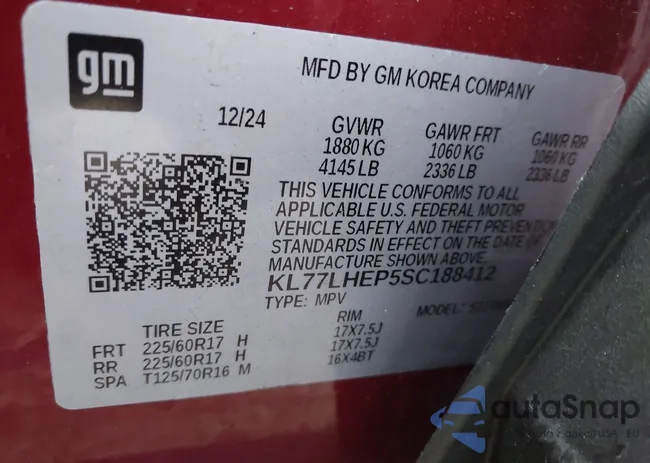 gm
MFD BY GM KOREA COMPANY
12/24
GVWR GAWR FRT GAWR RR
1880 KG 1060 KG 1060 KG
4145 LB 2336 LB 2336 LB
THIS VEHICLE CONFORMS TO ALL
APPLICABLE U.S. FEDERAL MOTOR
VEHICLE SAFETY AND THEFT PREVENTION
STANDARDS IN EFFECT ON THE DATE OF
MANUFACTURE SHOWN ABOVE.
KL77LHEP5SC188412
TYPE: MPV MODEL:
TIRE SIZE RIM
FRT 225/60R17 H 17X7.5J
RR 225/60R17 H 17X7.5J
SPA T125/70R16 M 16X4BT
autaSnap
USA EU